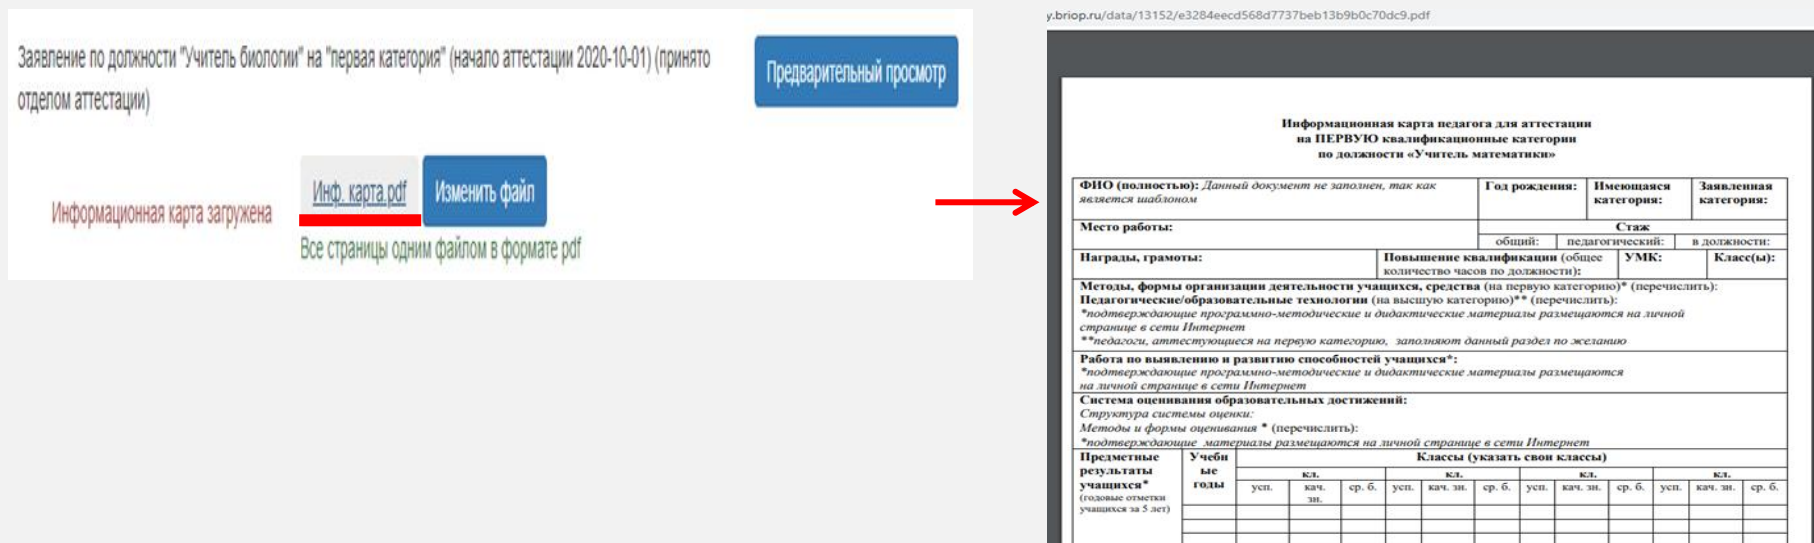 Заявление по должности "Учитель биологии" на "первая категория" (начало аттестации 2020-10-01) (принято
отделом аттестации)
Предварительный просмотр
Информационная карта загружена
Инф. карта.pdf
Изменить файл
Все страницы одним файлом в формате pdf
y.briop.ru/data/13152/e3284eecd568d7737beb13b9b0c70dc9.pdf
Информационная карта педагога для аттестации
на ПЕРВУЮ квалификационные категории
по должности «Учитель математики»
ФИО (полностью): Данный документ не заполнен, так как
является шаблоном
Год рождения:
Имеющаяся
категория:
Заявленная
категория:
Место работы:
Стаж
общий:
педагогический:
в должности:
Награды, грамоты:
Повышение квалификации (общее
количество часов по должности):
УМК:
Класс(ы):
Методы, формы организации деятельности учащихся, средства (на первую категорию)* (перечислить):
Педагогические/образовательные технологии (на высшую категорию)** (перечислить):
*подтверждающие программно-методические и дидактические материалы размещаются на личной
странице в сети Интернет
**педагоги, аттестующиеся на первую категорию, заполняют данный раздел по желанию
Работа по выявлению и развитию способностей учащихся*:
*подтверждающие программно-методические и дидактические материалы размещаются
на личной странице в сети Интернет
Система оценивания образовательных достижений:
Структура системы оценки:
Методы и формы оценивания * (перечислить):
*подтверждающие материалы размещаются на личной странице в сети Интернет
Предметные
результаты
учащихся*
(годовые отметки
учащихся за 5 лет)
Учебн
ые
годы
Классы (указать свои классы)
кл. кл. кл. кл.
усп. кач. зн. ср. б. усп. кач. зн. ср. б. усп. кач. зн. ср. б. усп. кач. зн. ср. б.